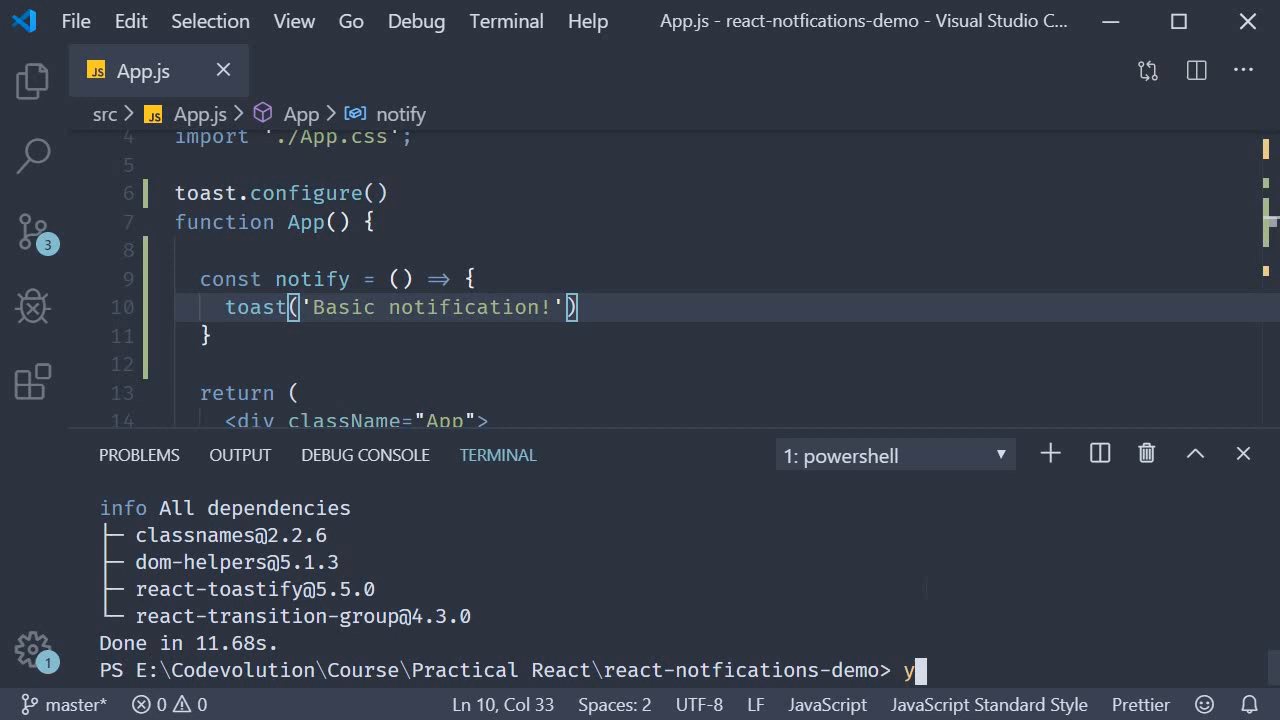 File Edit Selection View Go Debug Terminal Help App.js - react-notfications-demo - Visual Studio C...
JS App.js
src > JS App.js > App > notify
4 import './App.css';
5
6 toast.configure()
7 function App() {
8
9 const notify = () => {
10 toast('Basic notification!')
11 }
12
13 return (
14 <div className="App">
3
1
PROBLEMS OUTPUT DEBUG CONSOLE TERMINAL 1: powershell
info All dependencies
├─ classnames@2.2.6
├─ dom-helpers@5.1.3
├─ react-toastify@5.5.0
└─ react-transition-group@4.3.0
Done in 11.68s.
PS E:\Codevolution\Course\Practical React\react-notfications-demo> y
master* 0 0 Ln 10, Col 33 Spaces: 2 UTF-8 LF JavaScript JavaScript Standard Style Prettier